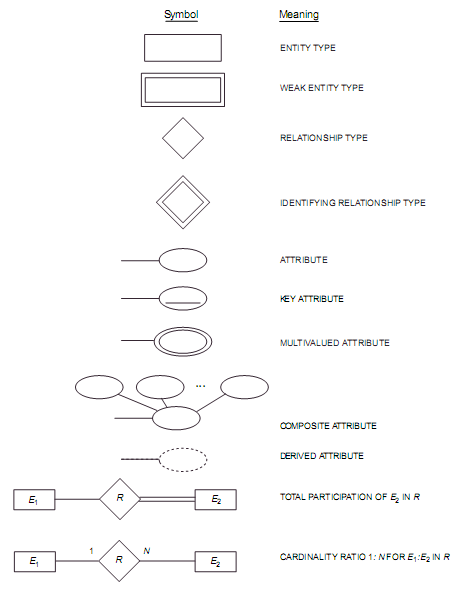 Symbol Meaning
ENTITY TYPE
WEAK ENTITY TYPE
RELATIONSHIP TYPE
IDENTIFYING RELATIONSHIP TYPE
ATTRIBUTE
KEY ATTRIBUTE
MULTIVALUED ATTRIBUTE
...
COMPOSITE ATTRIBUTE
DERIVED ATTRIBUTE
E₁ R E₂ TOTAL PARTICIPATION OF E₂ IN R
E₁ 1 R N E₂ CARDINALITY RATIO 1: N FOR E₁:E₂ IN R